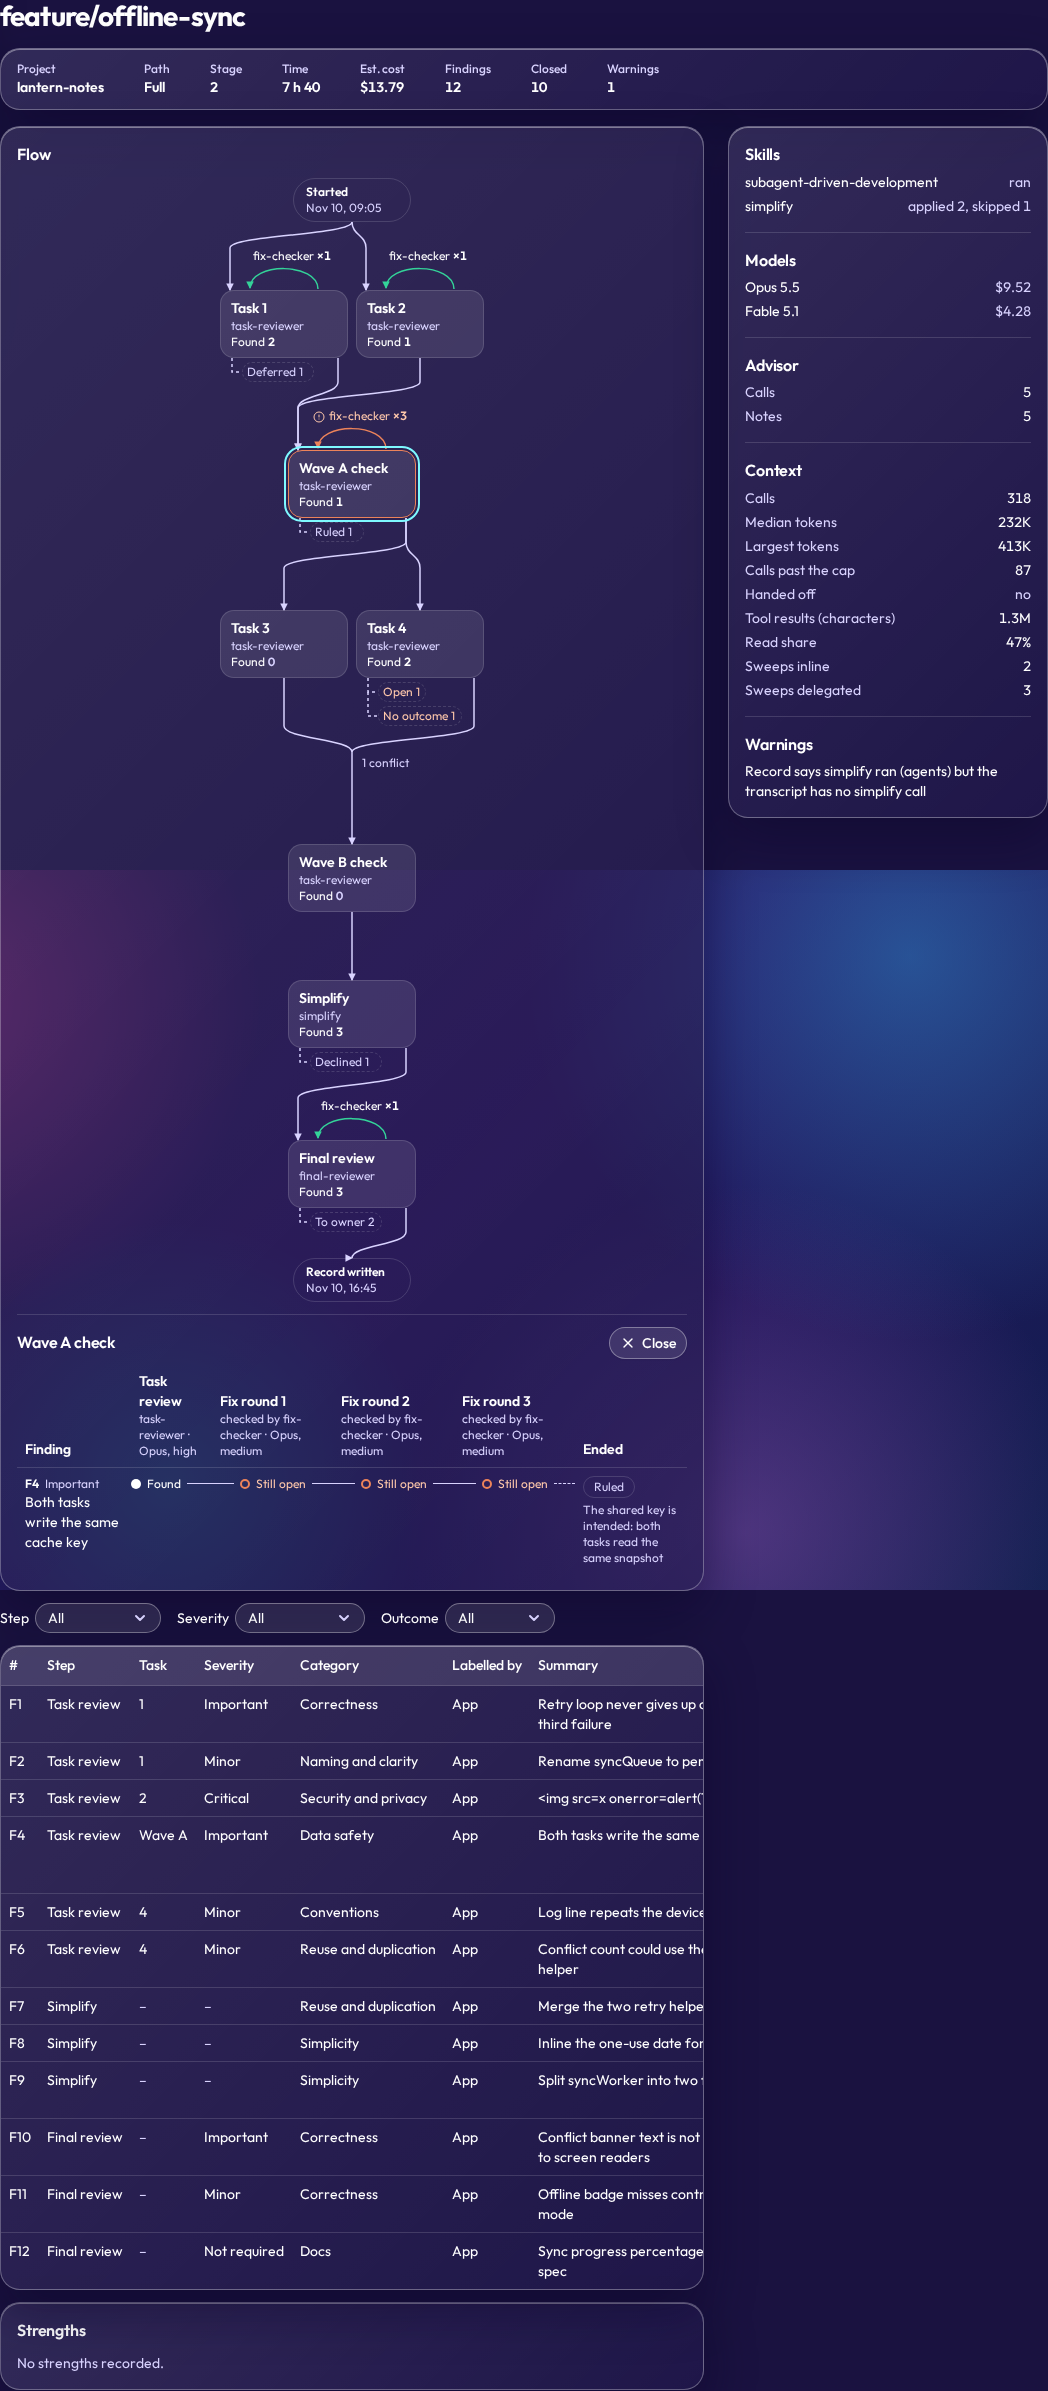 feature/offline-sync
Project Path Stage Time Est. cost Findings Closed Warnings
lantern-notes Full 2 7 h 40 $13.79 12 10 1
Flow
Started
Nov 10, 09:05
fix-checker ×1 fix-checker ×1
Task 1
task-reviewer
Found 2
Deferred 1
Task 2
task-reviewer
Found 1
fix-checker ×3
Wave A check
task-reviewer
Found 1
Ruled 1
Task 3
task-reviewer
Found 0
Task 4
task-reviewer
Found 2
Open 1
No outcome 1
1 conflict
Wave B check
task-reviewer
Found 0
Simplify
simplify
Found 3
Declined 1
fix-checker ×1
Final review
final-reviewer
Found 3
To owner 2
Record written
Nov 10, 16:45
Skills
subagent-driven-development ran
simplify applied 2, skipped 1
Models
Opus 5.5 $9.52
Fable 5.1 $4.28
Advisor
Calls 5
Notes 5
Context
Calls 318
Median tokens 232K
Largest tokens 413K
Calls past the cap 87
Handed off no
Tool results (characters) 1.3M
Read share 47%
Sweeps inline 2
Sweeps delegated 3
Warnings
Record says simplify ran (agents) but the
transcript has no simplify call
Wave A check
Close
Finding
Task
review
task-
reviewer ·
Opus, high
Fix round 1
checked by fix-
checker · Opus,
medium
Fix round 2
checked by fix-
checker · Opus,
medium
Fix round 3
checked by fix-
checker · Opus,
medium
Ended
F4 Important
Both tasks
write the same
cache key
Found Still open Still open Still open
Ruled
The shared key is
intended: both
tasks read the
same snapshot
Step All Severity All Outcome All
# Step Task Severity Category Labelled by Summary
F1 Task review 1 Important Correctness App Retry loop never gives up
third failure
F2 Task review 1 Minor Naming and clarity App Rename syncQueue to
F3 Task review 2 Critical Security and privacy App <img src=x onerror=alert(
F4 Task review Wave A Important Data safety App Both tasks write the same
F5 Task review 4 Minor Conventions App Log line repeats the device
F6 Task review 4 Minor Reuse and duplication App Conflict count could use the
helper
F7 Simplify – – Reuse and duplication App Merge the two retry
F8 Simplify – – Simplicity App Inline the one-use date
F9 Simplify – – Simplicity App Split syncWorker into two
F10 Final review – Important Correctness App Conflict banner text is not
to screen readers
F11 Final review – Minor Correctness App Offline badge misses
mode
F12 Final review – Not required Docs App Sync progress percentage
spec
Strengths
No strengths recorded.